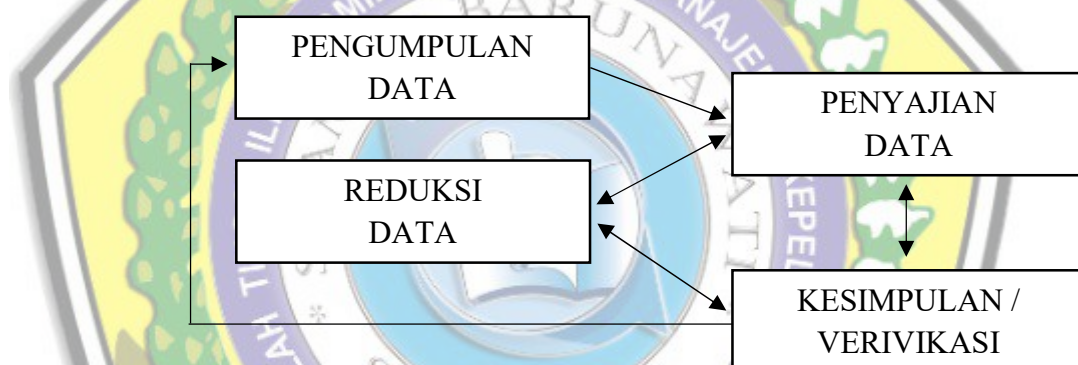 PENGUMPULAN
DATA
PENYAJIAN
DATA
REDUKSI
DATA
KESIMPULAN /
VERIVIKASI